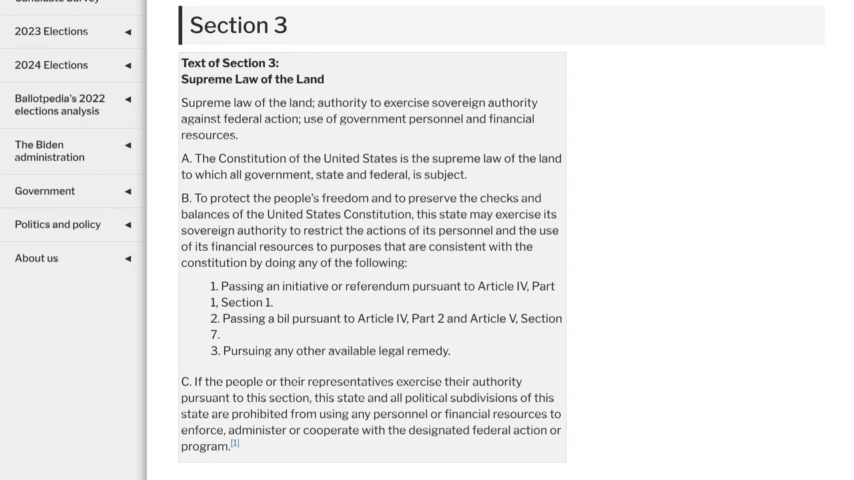 Section 3
2023 Elections
2024 Elections
Ballotpedia's 2022
elections analysis
The Biden
administration
Government
Politics and policy
About us
Text of Section 3:
Supreme Law of the Land
Supreme law of the land; authority to exercise sovereign authority
against federal action; use of government personnel and financial
resources.
A. The Constitution of the United States is the supreme law of the land
to which all government, state and federal, is subject.
B. To protect the people's freedom and to preserve the checks and
balances of the United States Constitution, this state may exercise its
sovereign authority to restrict the actions of its personnel and the use
of its financial resources to purposes that are consistent with the
constitution by doing any of the following:
1. Passing an initiative or referendum pursuant to Article IV, Part
1, Section 1.
2. Passing a bil pursuant to Article IV, Part 2 and Article V, Section
7.
3. Pursuing any other available legal remedy.
C. If the people or their representatives exercise their authority
pursuant to this section, this state and all political subdivisions of this
state are prohibited from using any personnel or financial resources to
enforce, administer or cooperate with the designated federal action or
program.[1]